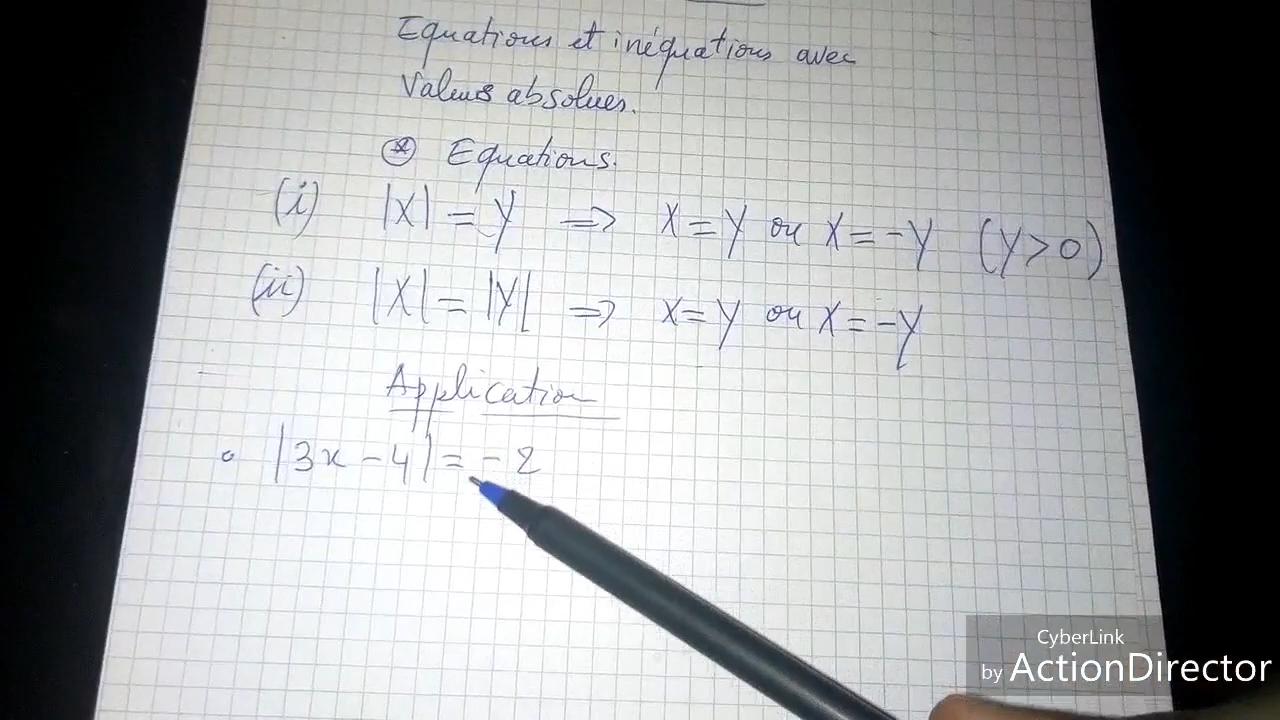 Equations et inéquations avec
Valeurs absolues.
* Equations.
(i) |X| = Y => X = Y ou X = -Y (Y > 0)
(ii) |X| = |Y| => X = Y ou X = -Y
Application
|3x - 4| = -2
CyberLink
by ActionDirector